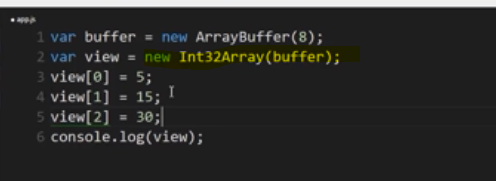 app.js
1 var buffer = new ArrayBuffer(8);
2 var view = new Int32Array(buffer);
3 view[0] = 5;
4 view[1] = 15;
5 view[2] = 30;
6 console.log(view);